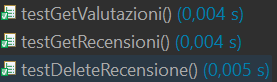 testGetValutazioni() (0,004 s)
testGetRecensioni() (0,004 s)
testDeleteRecensione() (0,005 s)